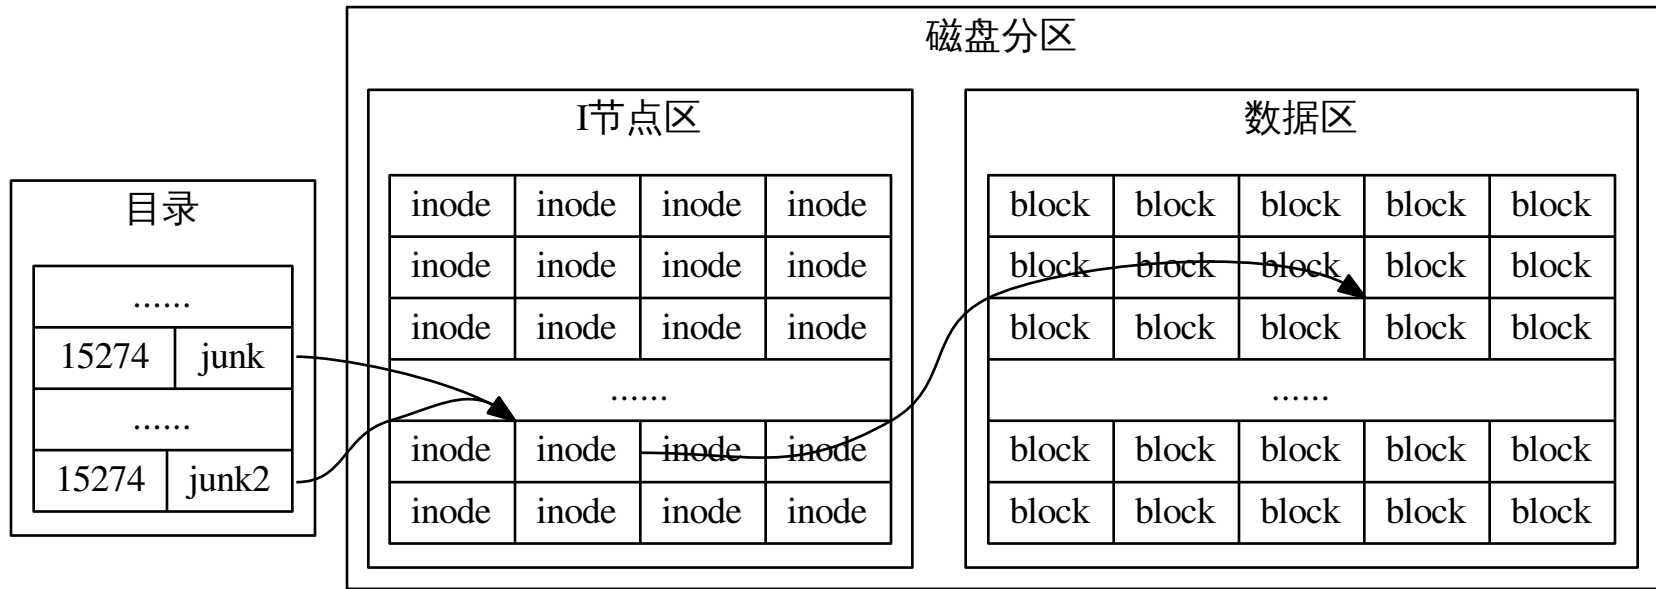 磁盘分区
目录
......
15274 junk
......
15274 junk2
I节点区
inode inode inode inode
inode inode inode inode
inode inode inode inode
......
inode inode inode inode
inode inode inode inode
数据区
block block block block block
block block block block block
block block block block block
......
block block block block block
block block block block block